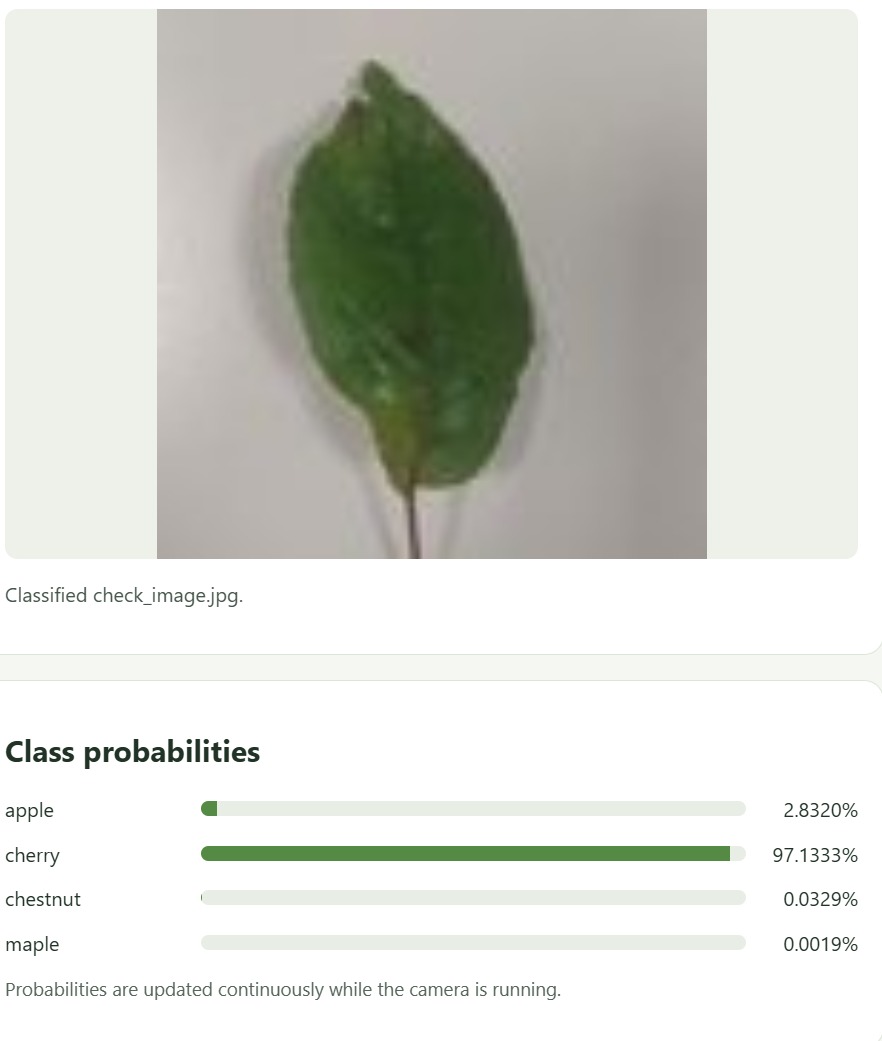 Classified check_image.jpg.
Class probabilities
apple 2.8320%
cherry 97.1333%
chestnut 0.0329%
maple 0.0019%
Probabilities are updated continuously while the camera is running.